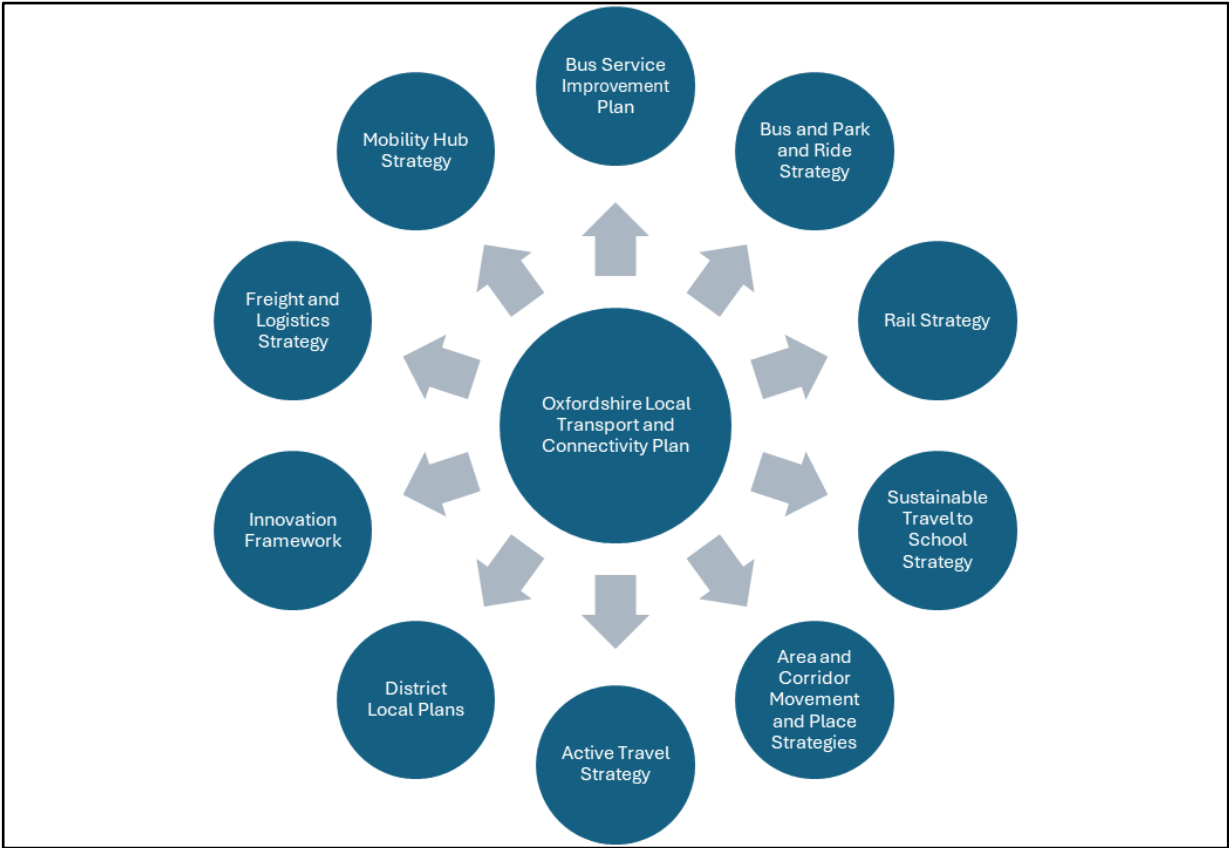 Bus Service
Improvement
Plan
Bus and Park
and Ride
Strategy
Rail Strategy
Sustainable
Travel to
School
Strategy
Area and
Corridor
Movement
and Place
Strategies
Active Travel
Strategy
District
Local Plans
Innovation
Framework
Freight and
Logistics
Strategy
Mobility Hub
Strategy
Oxfordshire Local
Transport and
Connectivity Plan